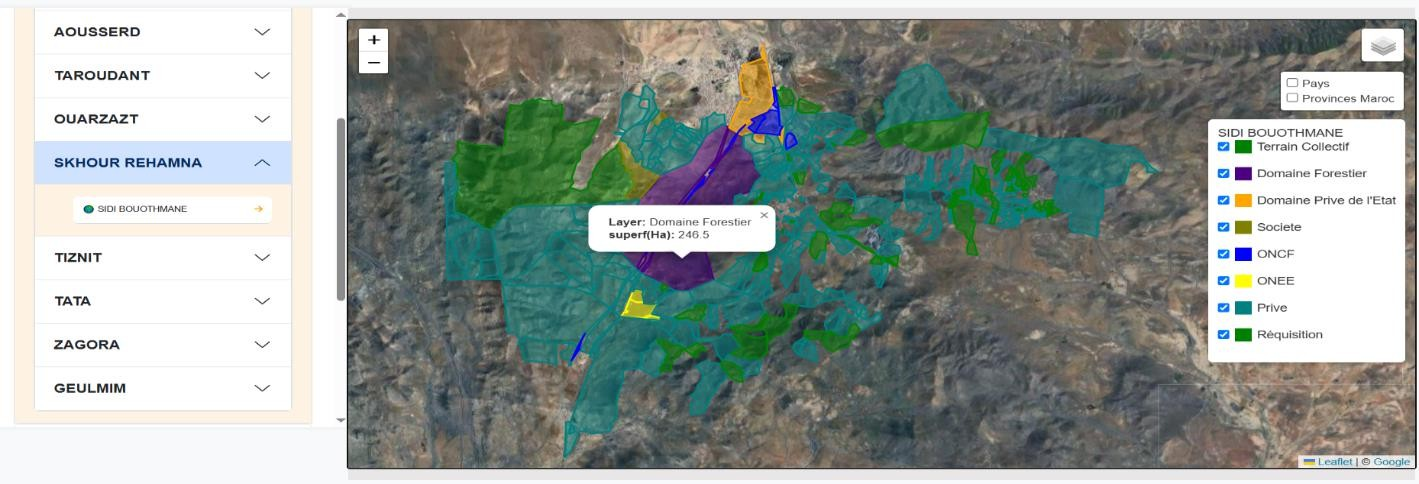 AOUSSERD
TAROUDANT
OUARZAZT
SKHOUR REHAMNA
SIDI BOUOTHMANE
TIZNIT
TATA
ZAGORA
GEULMIM
+
−
Layer: Domaine Forestier
superf(Ha): 246.5
×
Pays
Provinces Maroc
SIDI BOUOTHMANE
Terrain Collectif
Domaine Forestier
Domaine Prive de l'Etat
Societe
ONCF
ONEE
Prive
Réquisition
Leaflet | © Google